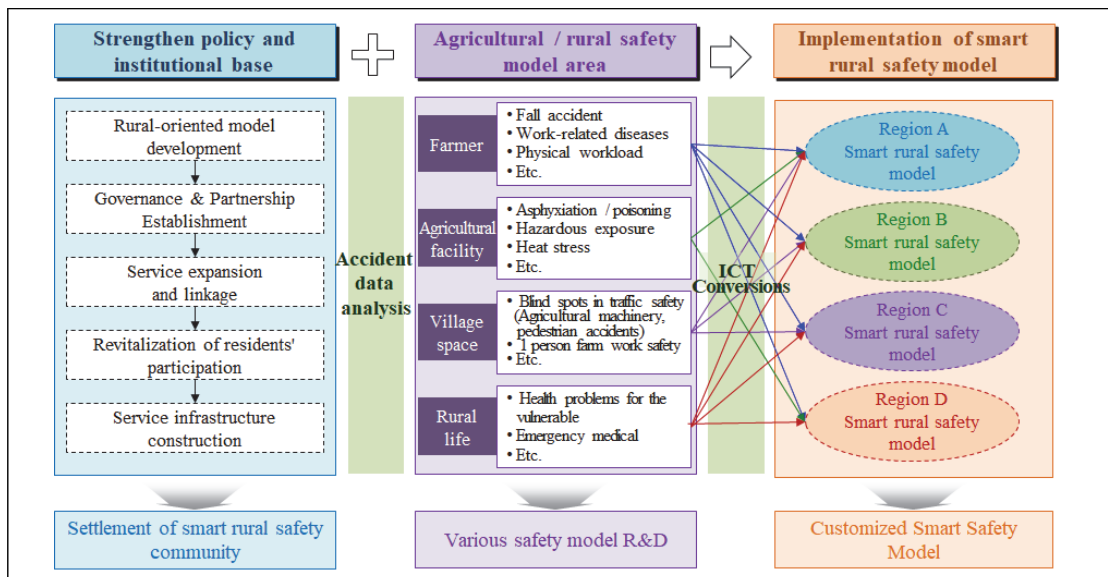 Strengthen policy and
institutional base
Agricultural / rural safety
model area
Implementation of smart
rural safety model
Rural-oriented model
development
Governance & Partnership
Establishment
Service expansion
and linkage
Revitalization of residents'
participation
Service infrastructure
construction
Accident
data
analysis
Farmer
• Fall accident
• Work-related diseases
• Physical workload
• Etc.
Agricultural
facility
• Asphyxiation / poisoning
• Hazardous exposure
• Heat stress
• Etc.
Village
space
• Blind spots in traffic safety
(Agricultural machinery,
pedestrian accidents)
• 1 person farm work safety
• Etc.
Rural
life
• Health problems for the
vulnerable
• Emergency medical
• Etc.
ICT
Conversions
Region A
Smart rural safety
model
Region B
Smart rural safety
model
Region C
Smart rural safety
model
Region D
Smart rural safety
model
Settlement of smart rural safety
community
Various safety model R&D
Customized Smart Safety
Model